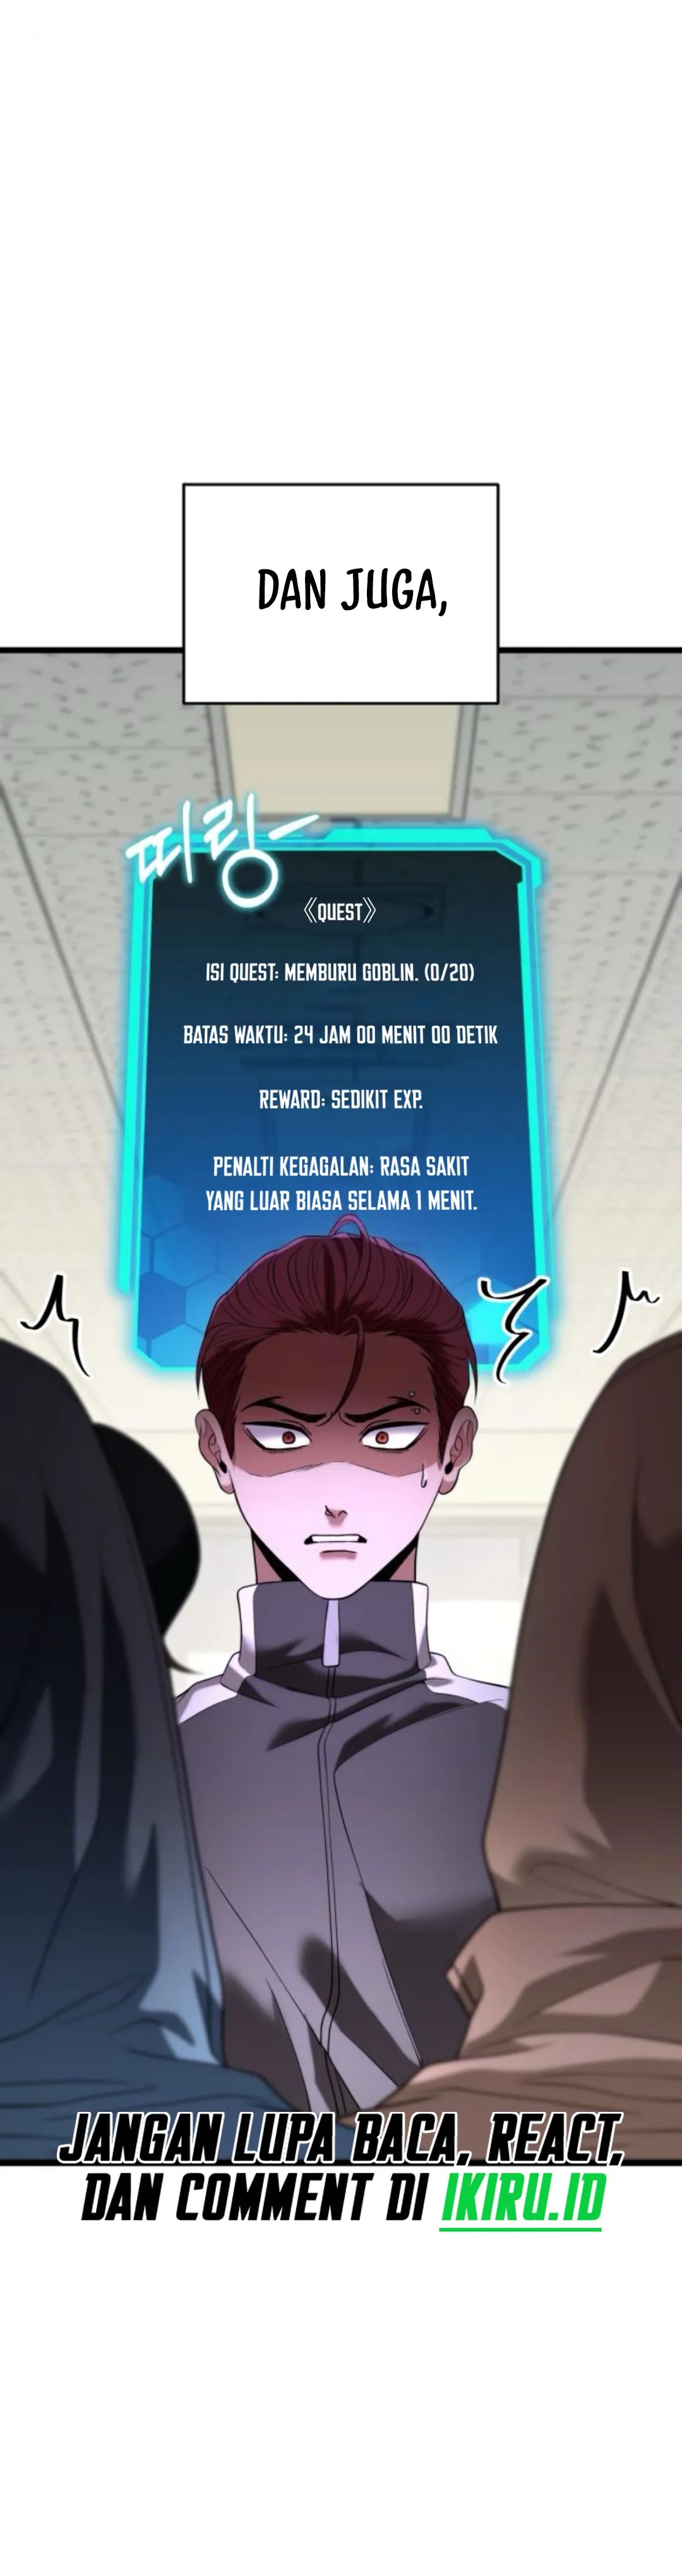 DAN JUGA,
띠링
《QUEST》
ISI QUEST: MEMBURU GOBLIN. (0/20)
BATAS WAKTU: 24 JAM 00 MENIT 00 DETIK
REWARD: SEDIKIT EXP.
PENALTI KEGAGALAN: RASA SAKIT
YANG LUAR BIASA SELAMA 1 MENIT.
JANGAN LUPA BACA, REACT,
DAN COMMENT DI IKIRU.ID